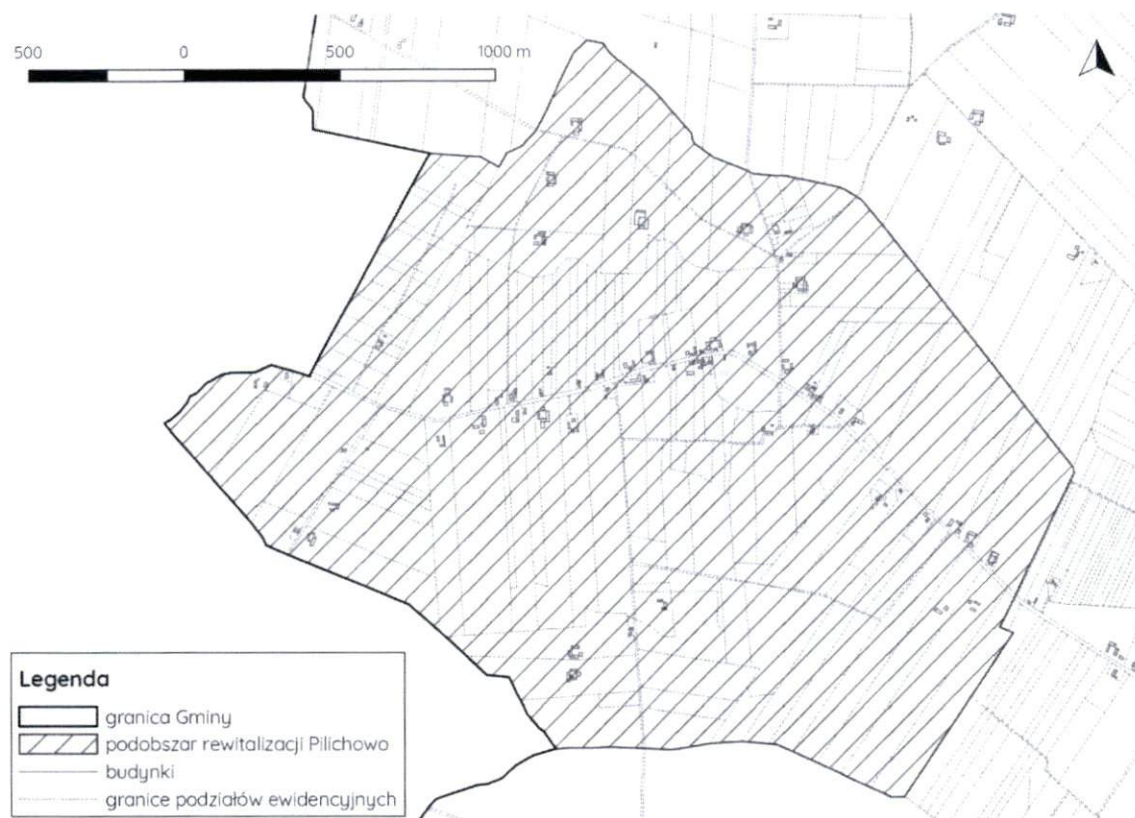 500 0 500 1000 m
Legenda
granica Gminy
podobszar rewitalizacji Pilichowo
budynki
granice podziałów ewidencyjnych